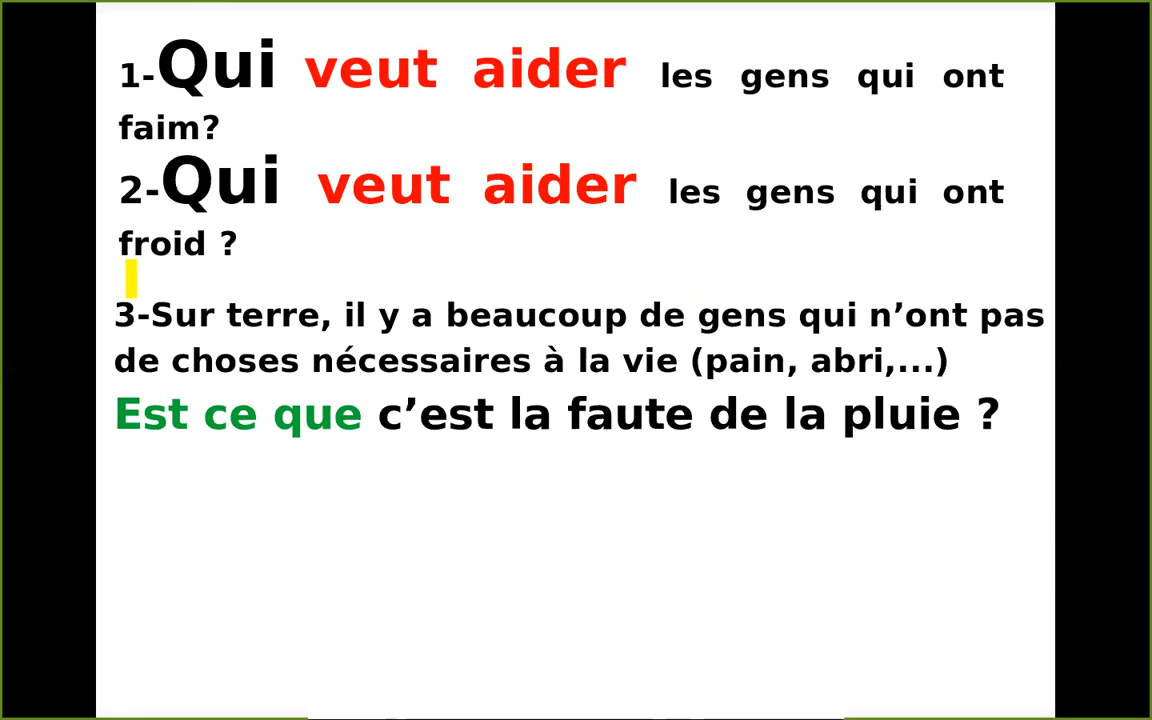 1-Qui veut aider les gens qui ont
faim?
2-Qui veut aider les gens qui ont
froid ?
3-Sur terre, il y a beaucoup de gens qui n’ont pas
de choses nécessaires à la vie (pain, abri,...)
Est ce que c’est la faute de la pluie ?